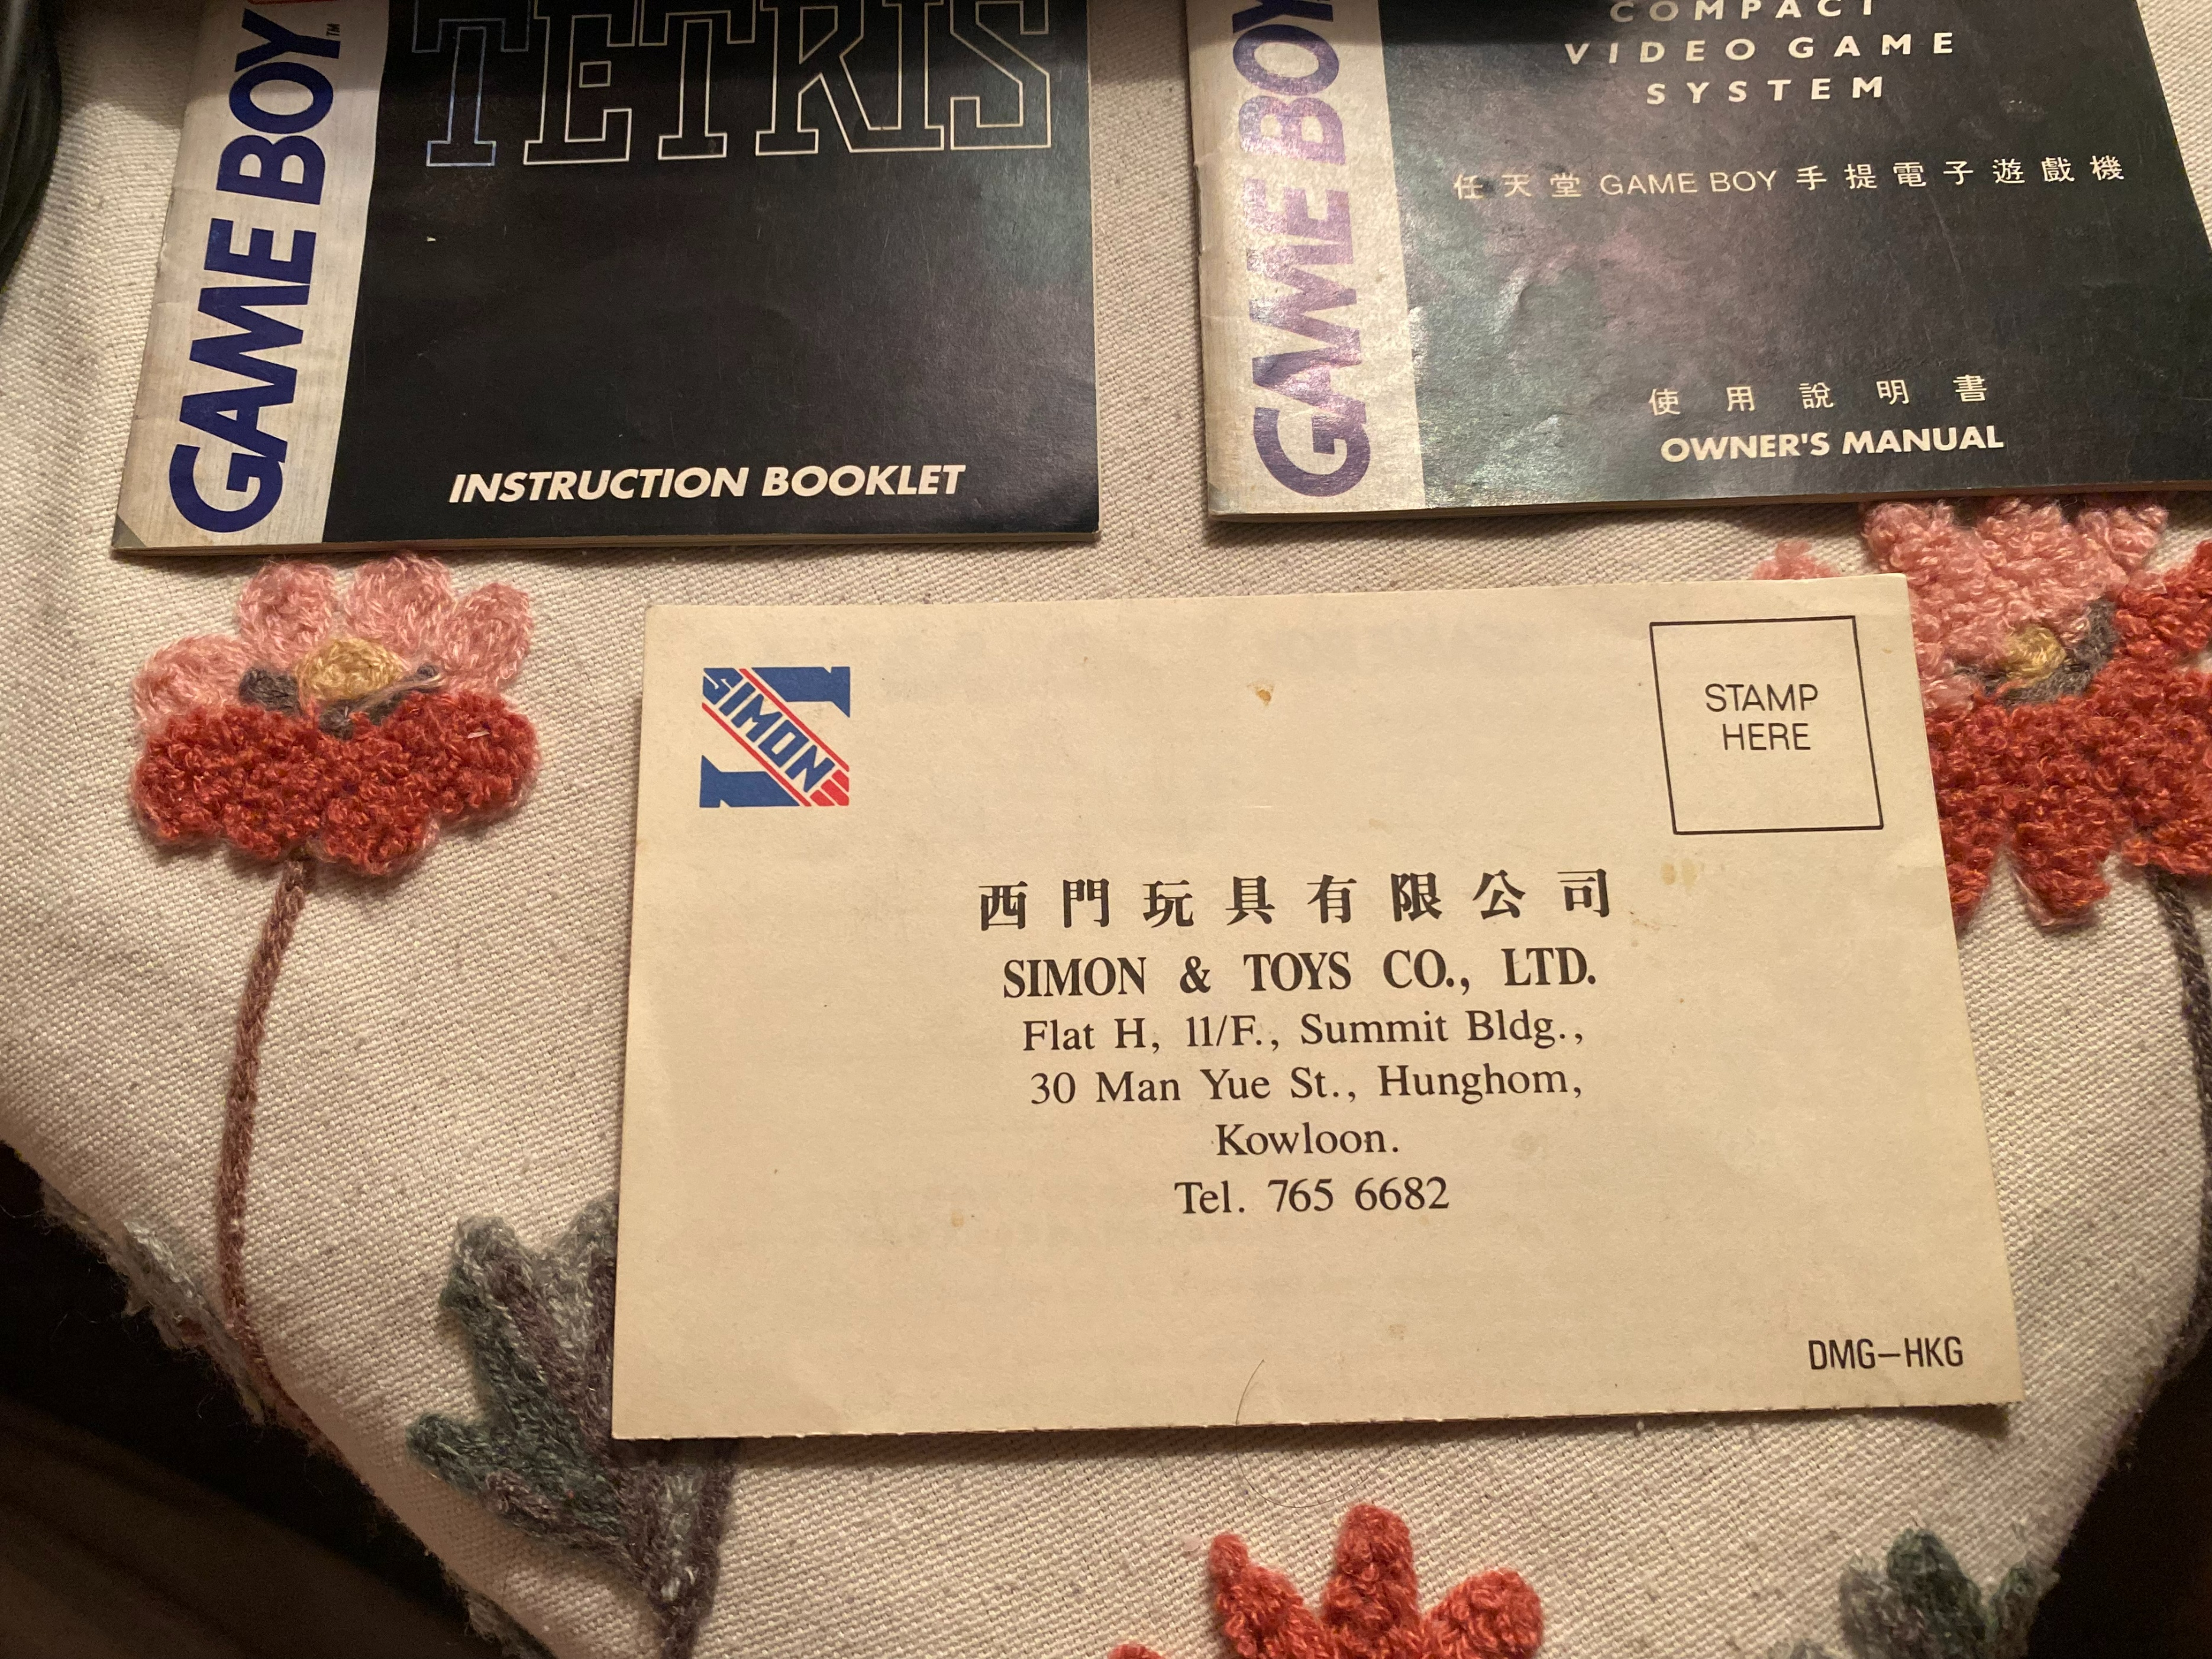 GAME BOY™
TETRIS
INSTRUCTION BOOKLET
GAME BOY
COMPACT
VIDEO GAME
SYSTEM
任天堂 GAME BOY 手提電子遊戲機
使用説明書
OWNER'S MANUAL
SIMON
STAMP
HERE
西門玩具有限公司
SIMON & TOYS CO., LTD.
Flat H, 11/F., Summit Bldg.,
30 Man Yue St., Hunghom,
Kowloon.
Tel. 765 6682
DMG–HKG